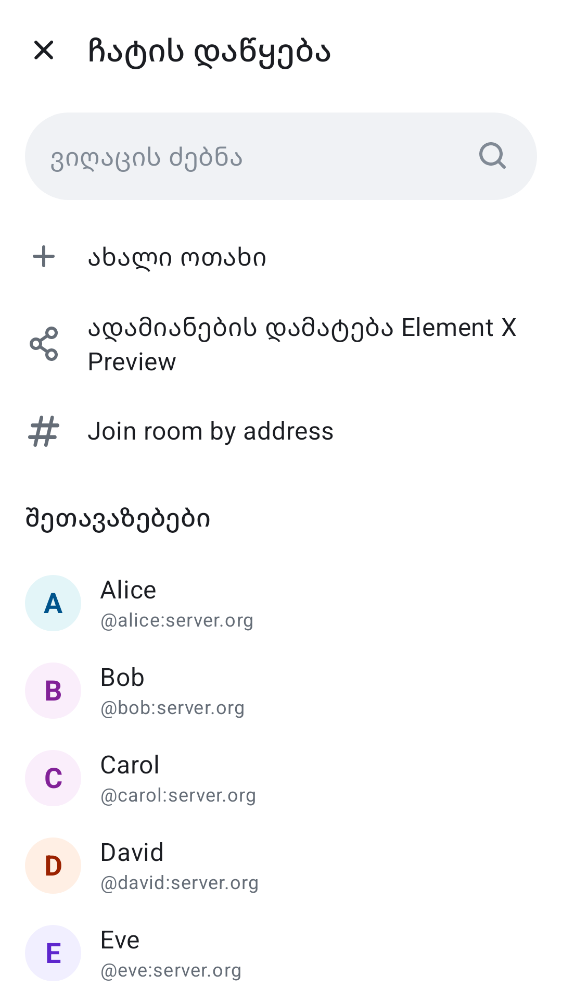 ჩატის დაწყება
ვიღაცის ძებნა
ახალი ოთახი
ადამიანების დამატება Element X
Preview
Join room by address
შეთავაზებები
A
Alice
@alice:server.org
B
Bob
@bob:server.org
C
Carol
@carol:server.org
D
David
@david:server.org
E
Eve
@eve:server.org